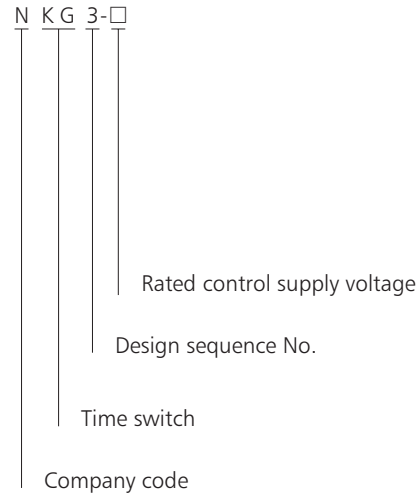 N KG 3-□
Rated control supply voltage
Design sequence No.
Time switch
Company code